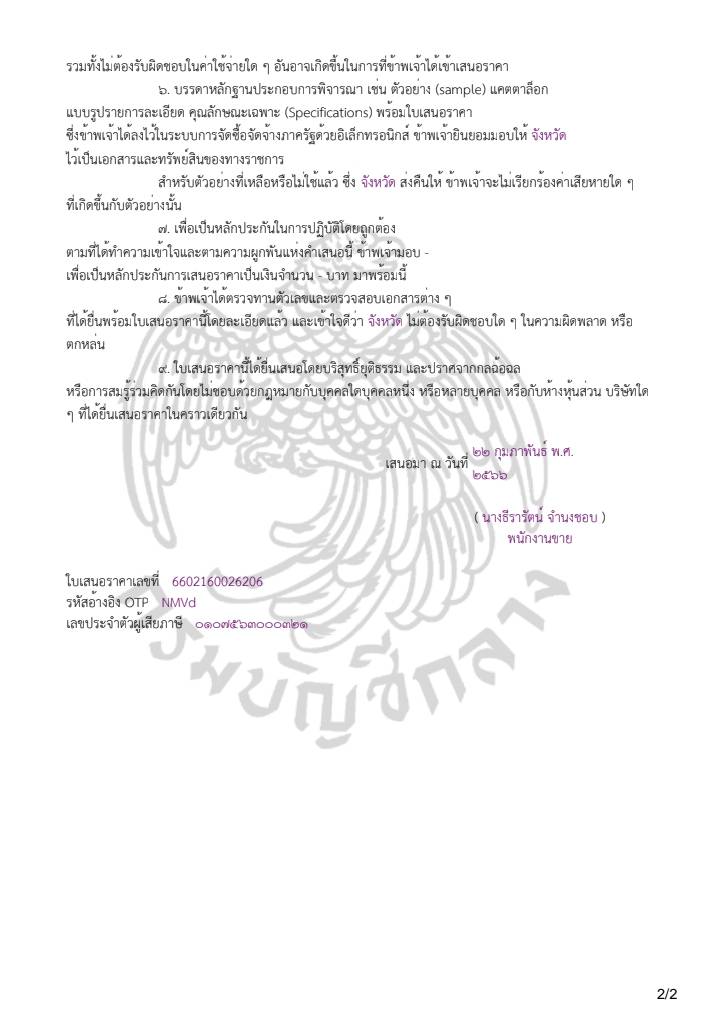 รวมทั้งไม่ต้องรับผิดชอบในค่าใช้จ่ายใด ๆ อันอาจเกิดขึ้นในการที่ข้าพเจ้าได้เข้าเสนอราคา
๖. บรรดาหลักฐานประกอบการพิจารณา เช่น ตัวอย่าง (sample) แคตตาล็อก
แบบรูปรายการละเอียด คุณลักษณะเฉพาะ (Specifications) พร้อมใบเสนอราคา
ซึ่งข้าพเจ้าได้ลงไว้ในระบบการจัดซื้อจัดจ้างภาครัฐด้วยอิเล็กทรอนิกส์ ข้าพเจ้ายินยอมมอบให้ จังหวัด
ไว้เป็นเอกสารและทรัพย์สินของทางราชการ
สำหรับตัวอย่างที่เหลือหรือไม่ใช้แล้ว ซึ่ง จังหวัด ส่งคืนให้ ข้าพเจ้าจะไม่เรียกร้องค่าเสียหายใด ๆ
ที่เกิดขึ้นกับตัวอย่างนั้น
๗. เพื่อเป็นหลักประกันในการปฏิบัติโดยถูกต้อง
ตามที่ได้ทำความเข้าใจและตามความผูกพันแห่งคำเสนอนี้ ข้าพเจ้ามอบ -
เพื่อเป็นหลักประกันการเสนอราคาเป็นเงินจำนวน - บาท มาพร้อมนี้
๘. ข้าพเจ้าได้ตรวจทานตัวเลขและตรวจสอบเอกสารต่าง ๆ
ที่ได้ยื่นพร้อมใบเสนอราคานี้โดยละเอียดแล้ว และเข้าใจดีว่า จังหวัด ไม่ต้องรับผิดชอบใด ๆ ในความผิดพลาด หรือ
ตกหล่น
๙. ใบเสนอราคานี้ได้ยื่นเสนอโดยบริสุทธิ์ยุติธรรม และปราศจากกลฉ้อฉล
หรือการสมรู้ร่วมคิดกันโดยไม่ชอบด้วยกฎหมายกับบุคคลใดบุคคลหนึ่ง หรือหลายบุคคล หรือกับห้างหุ้นส่วน บริษัทใด
ๆ ที่ได้ยื่นเสนอราคาในคราวเดียวกัน
เสนอมา ณ วันที่ ๒๒ กุมภาพันธ์ พ.ศ.
๒๕๖๖
( นางธีรารัตน์ จำนงชอบ )
พนักงานขาย
ใบเสนอราคาเลขที่ 6602160026206
รหัสอ้างอิง OTP NMVd
เลขประจำตัวผู้เสียภาษี ๐๑๐๗๕๖๓๐๐๐๓๒๑
กรมบัญชีกลาง
2/2